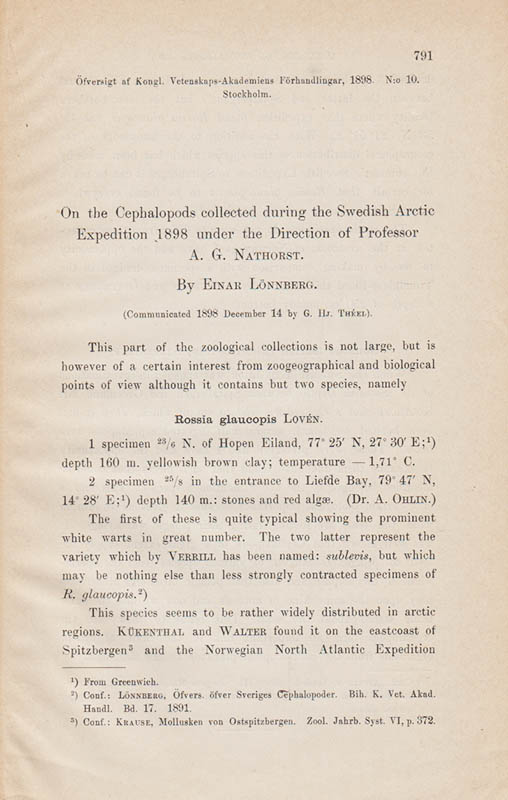 791
Öfversigt af Kongl. Vetenskaps-Akademiens Förhandlingar, 1898. N:o 10.
Stockholm.
On the Cephalopods collected during the Swedish Arctic
Expedition 1898 under the Direction of Professor
A. G. NATHORST.
By EINAR LÖNNBERG.
(Communicated 1898 December 14 by G. HJ. THÉEL).
This part of the zoological collections is not large, but is
however of a certain interest from zoogeographical and biological
points of view although it contains but two species, namely
Rossia glaucopis LOVÉN.
1 specimen 23/6 N. of Hopen Eiland, 77° 25′ N, 27° 30′ E;¹)
depth 160 m. yellowish brown clay; temperature — 1,71° C.
2 specimen 25/8 in the entrance to Liefde Bay, 79° 47′ N,
14° 28′ E;¹) depth 140 m.: stones and red algæ. (Dr. A. OHLIN.)
The first of these is quite typical showing the prominent
white warts in great number. The two latter represent the
variety which by VERRILL has been named: sublevis, but which
may be nothing else than less strongly contracted specimens of
R. glaucopis.²)
This species seems to be rather widely distributed in arctic
regions. KÜKENTHAL and WALTER found it on the eastcoast of
Spitzbergen³ and the Norwegian North Atlantic Expedition
¹) From Greenwich.
²) Conf.: LÖNNBERG, Öfvers. öfver Sveriges Cephalopoder. Bih. K. Vet. Akad.
Handl. Bd. 17. 1891.
³) Conf.: KRAUSE, Mollusken von Ostspitzbergen. Zool. Jahrb. Syst. VI, p. 372.